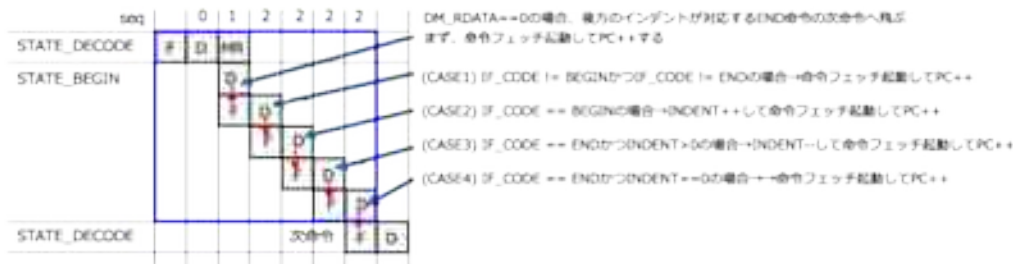 seq 0 1 2 2 2 2
DM_RDATA==0の場合、後方のインデントが対応するEND命令の次命令へ飛ぶ
まず、命令フェッチ起動してPC++する
STATE_DECODE F D MR
STATE_BEGIN D
(CASE1) IF_CODE != BEGINかつIF_CODE != ENDの場合→命令フェッチ起動してPC++
F D
(CASE2) IF_CODE == BEGINの場合→INDENT++して命令フェッチ起動してPC++
F D
(CASE3) IF_CODE == ENDかつINDENT>0の場合→INDENT--して命令フェッチ起動してPC++
F D
(CASE4) IF_CODE == ENDかつINDENT==0の場合→→命令フェッチ起動してPC++
F D
STATE_DECODE 次命令 F D